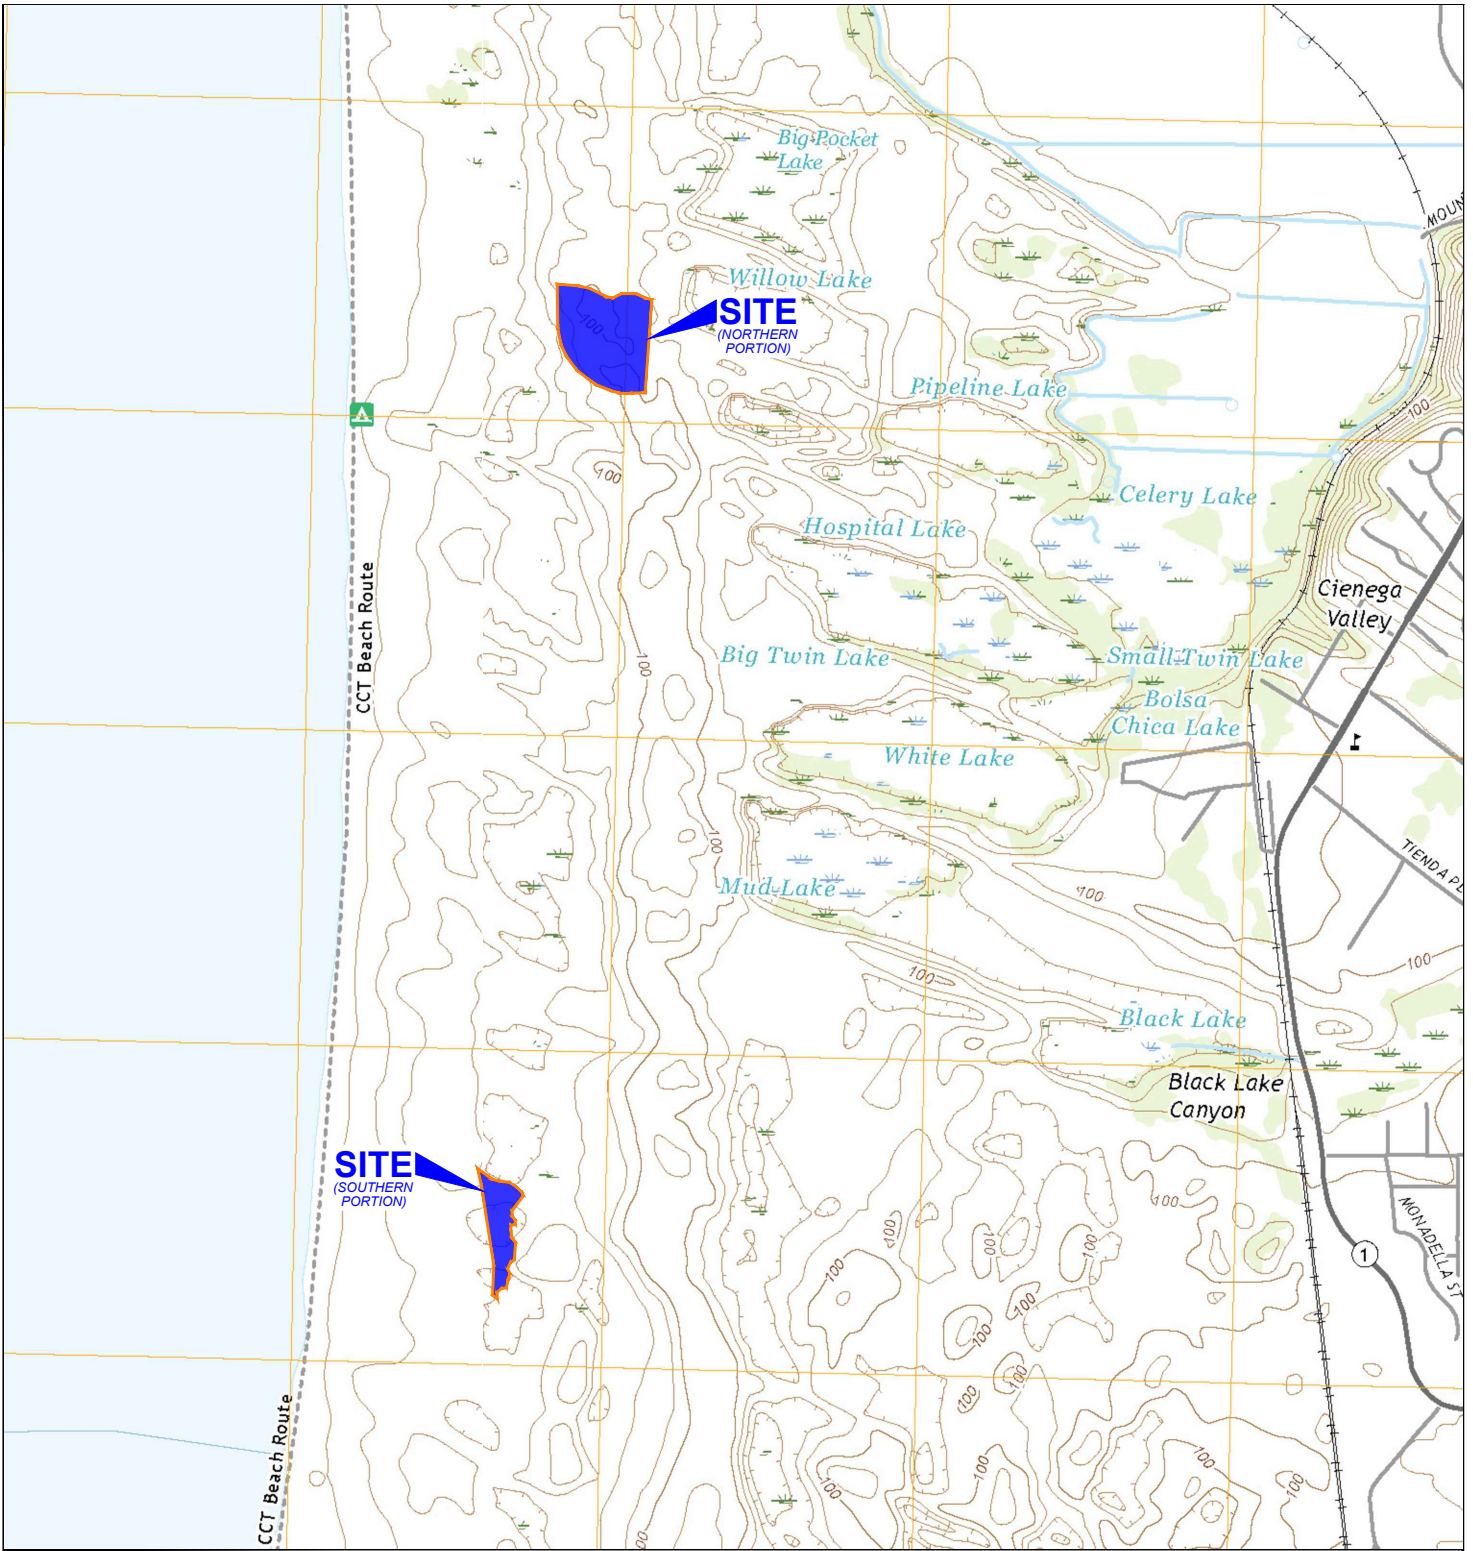 Big Pocket
Lake
MOUN
Willow Lake
SITE
(NORTHERN
PORTION)
100
Pipeline Lake
100
100
Celery Lake
Hospital Lake
CCT Beach Route
Cienega
Valley
Big Twin Lake
100
Small Twin Lake
Bolsa
Chica Lake
White Lake
100
TIENDA PL
Mud Lake
100
100
100
Black Lake
Black Lake
Canyon
SITE
(SOUTHERN
PORTION)
100
100
100
100
MONADELLA ST
1
100
100
100
100
100
CCT Beach Route
100
100
100
100
00